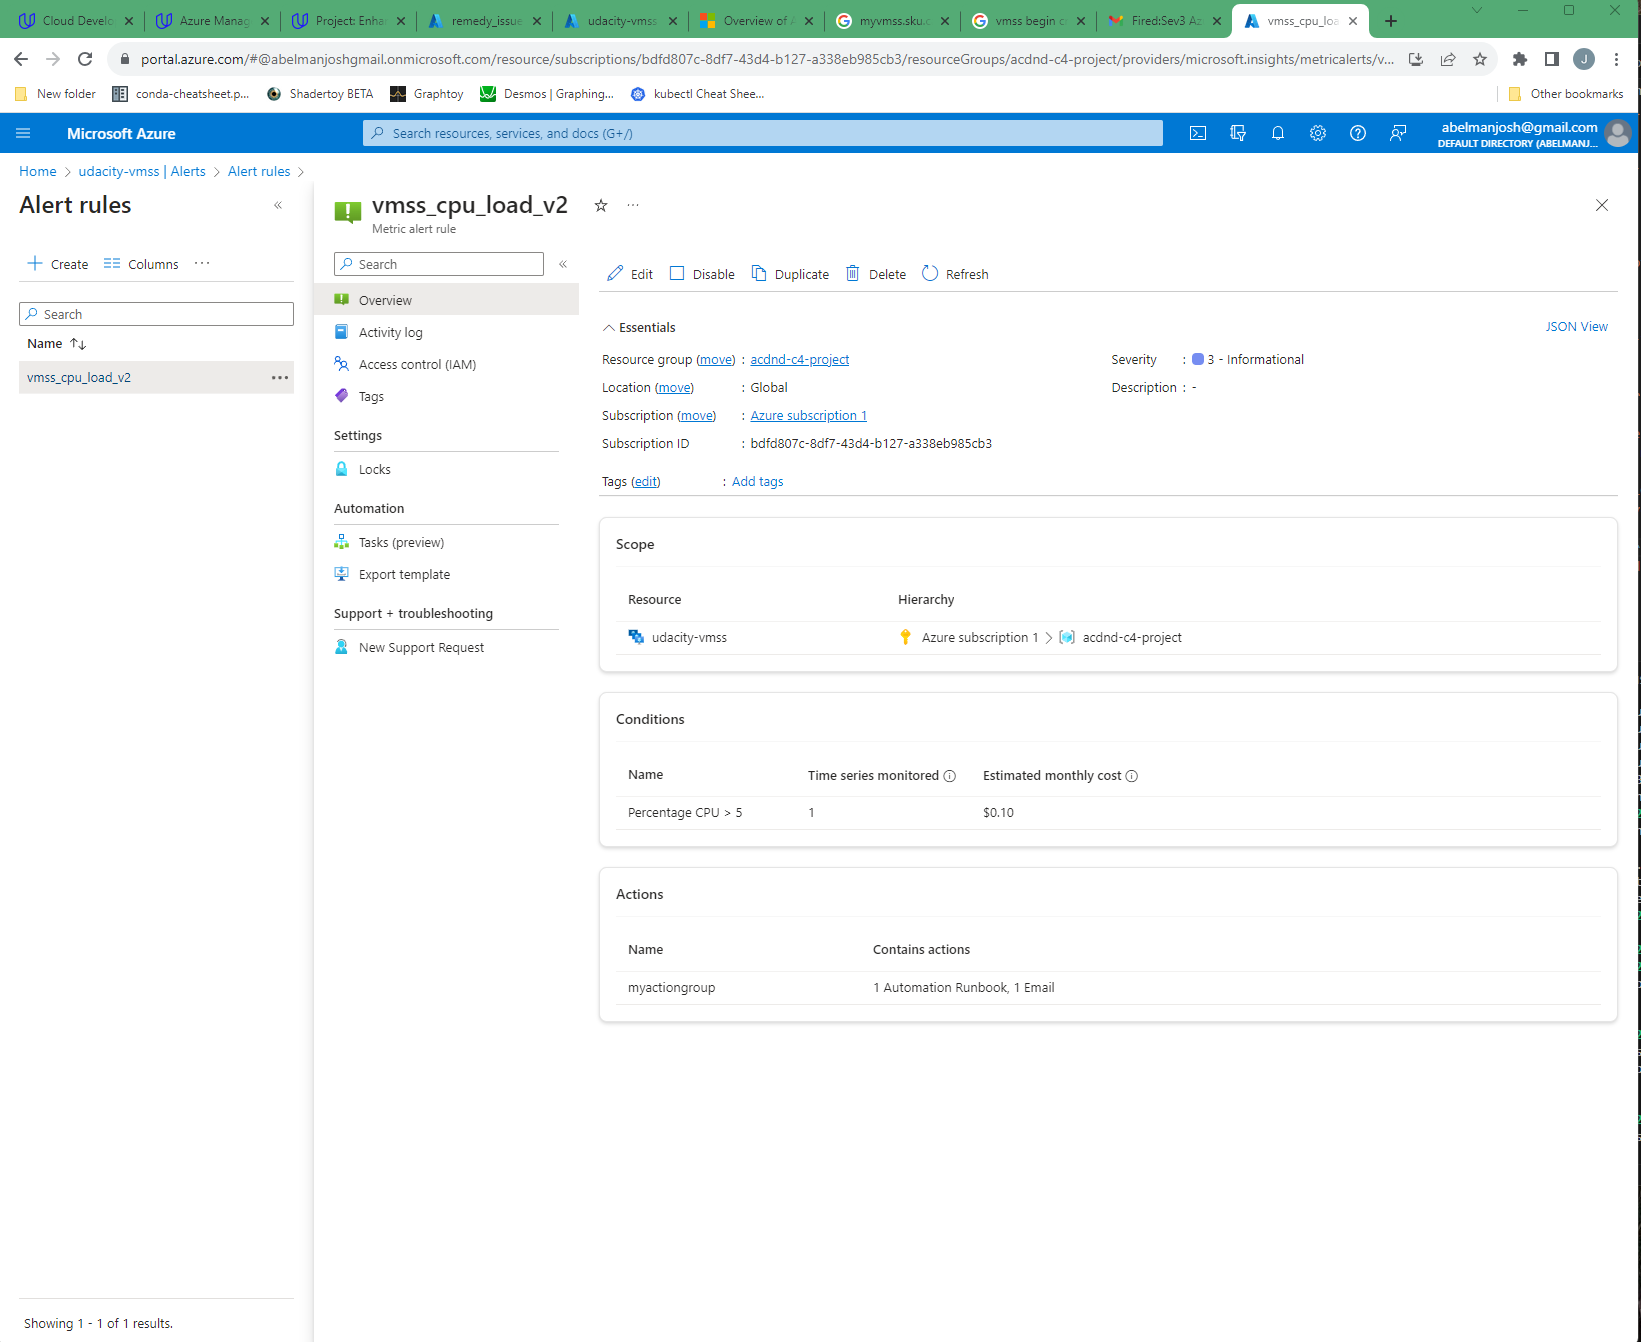 Cloud Develo
Azure Manag
Project: Enha
remedy_issue
udacity-vmss
Overview of A
myvmss.sku.c
vmss begin c
Fired:Sev3 Az
vmss_cpu_loa
portal.azure.com/#@abelmanjoshgmail.onmicrosoft.com/resource/subscriptions/bdfd807c-8df7-43d4-b127-a338eb985cb3/resourceGroups/acdnd-c4-project/providers/microsoft.insights/metricalerts/v...
J
New folder
conda-cheatsheet.p...
Shadertoy BETA
Graphtoy
Desmos | Graphing...
kubectl Cheat Shee...
Other bookmarks
Microsoft Azure
Search resources, services, and docs (G+/)
abelmanjosh@gmail.com
DEFAULT DIRECTORY (ABELMANJ...
Home > udacity-vmss | Alerts > Alert rules >
Alert rules
Create
Columns
Search
Name
vmss_cpu_load_v2
Showing 1 - 1 of 1 results.
vmss_cpu_load_v2
Metric alert rule
Search
Overview
Activity log
Access control (IAM)
Tags
Settings
Locks
Automation
Tasks (preview)
Export template
Support + troubleshooting
New Support Request
Edit
Disable
Duplicate
Delete
Refresh
Essentials
JSON View
Resource group (move) : acdnd-c4-project
Location (move) : Global
Subscription (move) : Azure subscription 1
Subscription ID : bdfd807c-8df7-43d4-b127-a338eb985cb3
Severity : 3 - Informational
Description : -
Tags (edit) : Add tags
Scope
Resource Hierarchy
udacity-vmss Azure subscription 1 > acdnd-c4-project
Conditions
Name Time series monitored Estimated monthly cost
Percentage CPU > 5 1 $0.10
Actions
Name Contains actions
myactiongroup 1 Automation Runbook, 1 Email